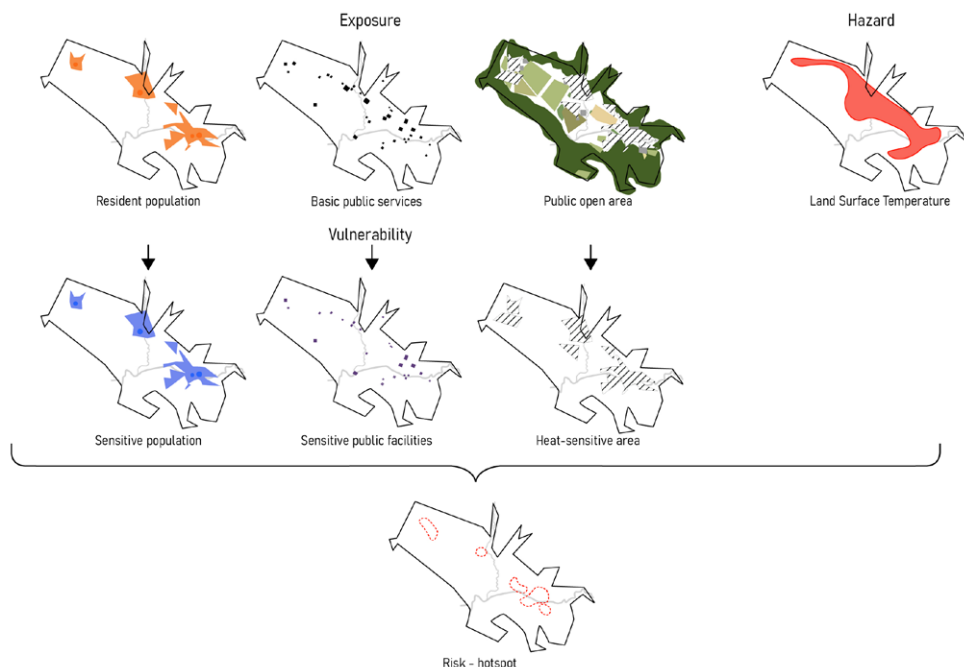 Exposure
Hazard
Resident population
Basic public services
Public open area
Land Surface Temperature
Vulnerability
Sensitive population
Sensitive public facilities
Heat-sensitive area
Risk - hotspot